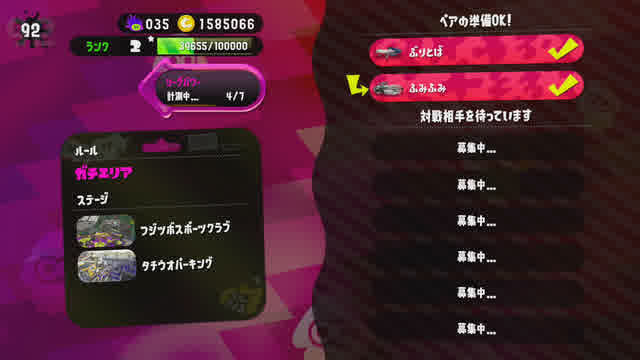 92
035
1585066
ランク 2 39655/100000
リーグパワー
計測中... 4/7
ルール
ガチエリア
ステージ
フジツボスポーツクラブ
タチウオパーキング
ペアの準備OK!
ぷりとば
ふみふみ
対戦相手を待っています
募集中...
募集中...
募集中...
募集中...
募集中...
募集中...